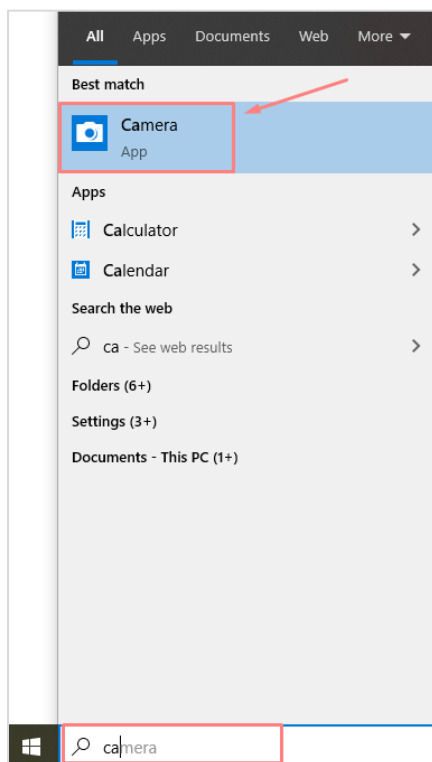 All Apps Documents Web More
Best match
Camera
App
Apps
Calculator
Calendar
Search the web
ca - See web results
Folders (6+)
Settings (3+)
Documents - This PC (1+)
camera